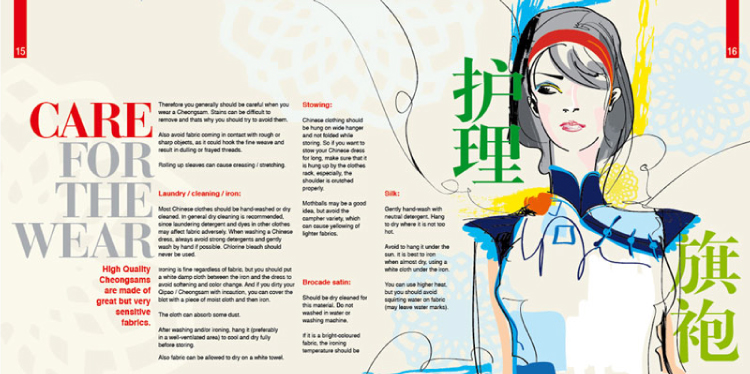 15
16
CARE
FOR
THE
WEAR
High Quality
Cheongsams
are made of
great but very
sensitive
fabrics.
Therefore you generally should be careful when you
wear a Cheongsam. Stains can be difficult to
remove and thats why you should try to avoid them.
Also avoid fabric coming in contact with rough or
sharp objects, as it could hook the fine weave and
result in dulling or frayed threads.
Rolling up sleeves can cause creasing / stretching.
Laundry / cleaning / iron:
Most Chinese clothes should be hand-washed or dry
cleaned. In general dry cleaning is recommended,
since laundering detergent and dyes in other clothes
may affect fabric adversely. When washing a Chinese
dress, always avoid strong detergents and gently
wash by hand if possible. Chlorine bleach should
never be used.
Ironing is fine regardless of fabric, but you should put
a white damp cloth between the iron and the dress to
avoid softening and color change. And if you dirty your
Qipao / Cheongsam with incaution, you can cover the
blot with a piece of moist cloth and then iron.
The cloth can absorb some dust.
After washing and/or ironing, hang it (preferably
in a well-ventilated area) to cool and dry fully
before storing.
Also fabric can be allowed to dry on a white towel.
Stowing:
Chinese clothing should
be hung on wide hanger
and not folded while
storing. So if you want to
stow your Chinese dress
for long, make sure that it
is hung up by the clothes
rack, especially, the
shoulder is crutched
properly.
Mothballs may be a good
idea, but avoid the
campher variety, which
can cause yellowing of
lighter fabrics.
Brocade satin:
Should be dry cleaned for
this material. Do not
washed in water or
washing machine.
If it is a bright-coloured
fabric, the ironing
temperature should be
Silk:
Gently hand-wash with
neutral detergent. Hang
to dry where it is not too
hot.
Avoid to hang it under the
sun. it is best to iron
when almost dry, using a
white cloth under the iron.
You can use higher heat,
but you should avoid
squirting water on fabric
(may leave water marks).
护理
旗袍